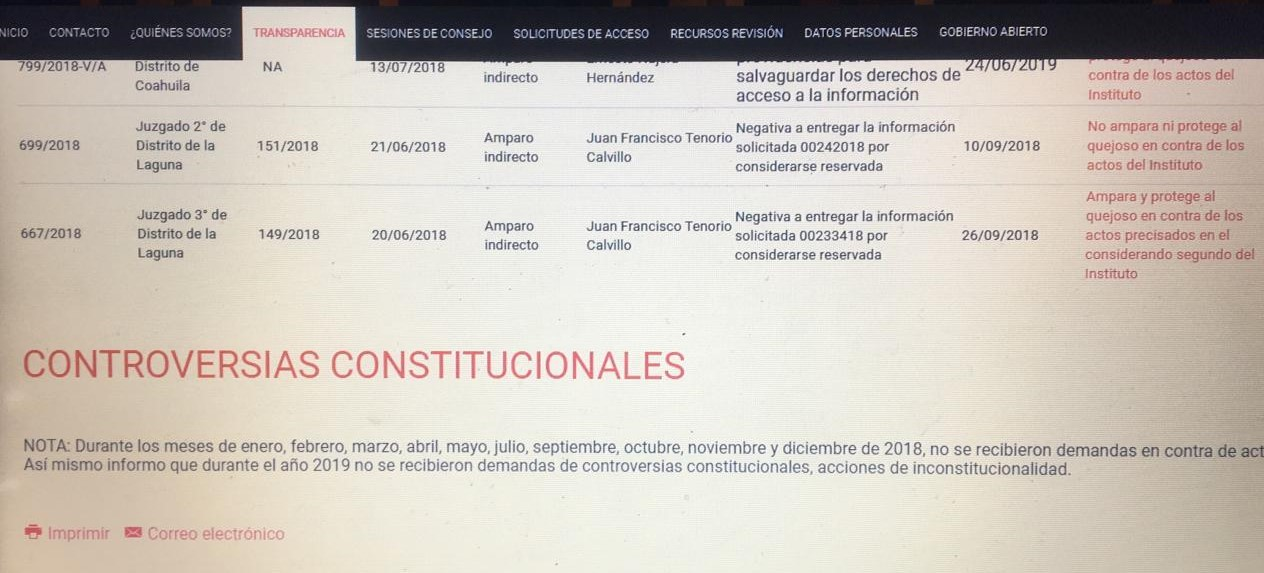 NICIO CONTACTO ¿QUIÉNES SOMOS? TRANSPARENCIA SESIONES DE CONSEJO SOLICITUDES DE ACCESO RECURSOS REVISIÓN DATOS PERSONALES GOBIERNO ABIERTO
799/2018-V/A
Distrito de
Coahuila
NA
13/07/2018
indirecto
Hernández
salvaguardar los derechos de
acceso a la información
24/06/2019
contra de los actos del
Instituto
699/2018
Juzgado 2° de
Distrito de la
Laguna
151/2018
21/06/2018
Amparo
indirecto
Juan Francisco Tenorio
Calvillo
Negativa a entregar la información
solicitada 00242018 por
considerarse reservada
10/09/2018
No ampara ni protege al
quejoso en contra de los
actos del Instituto
667/2018
Juzgado 3° de
Distrito de la
Laguna
149/2018
20/06/2018
Amparo
indirecto
Juan Francisco Tenorio
Calvillo
Negativa a entregar la información
solicitada 00233418 por
considerarse reservada
26/09/2018
Ampara y protege al
quejoso en contra de los
actos precisados en el
considerando segundo del
Instituto
CONTROVERSIAS CONSTITUCIONALES
NOTA: Durante los meses de enero, febrero, marzo, abril, mayo, julio, septiembre, octubre, noviembre y diciembre de 2018, no se recibieron demandas en contra de act
Así mismo informo que durante el año 2019 no se recibieron demandas de controversias constitucionales, acciones de inconstitucionalidad.
Imprimir Correo electrónico